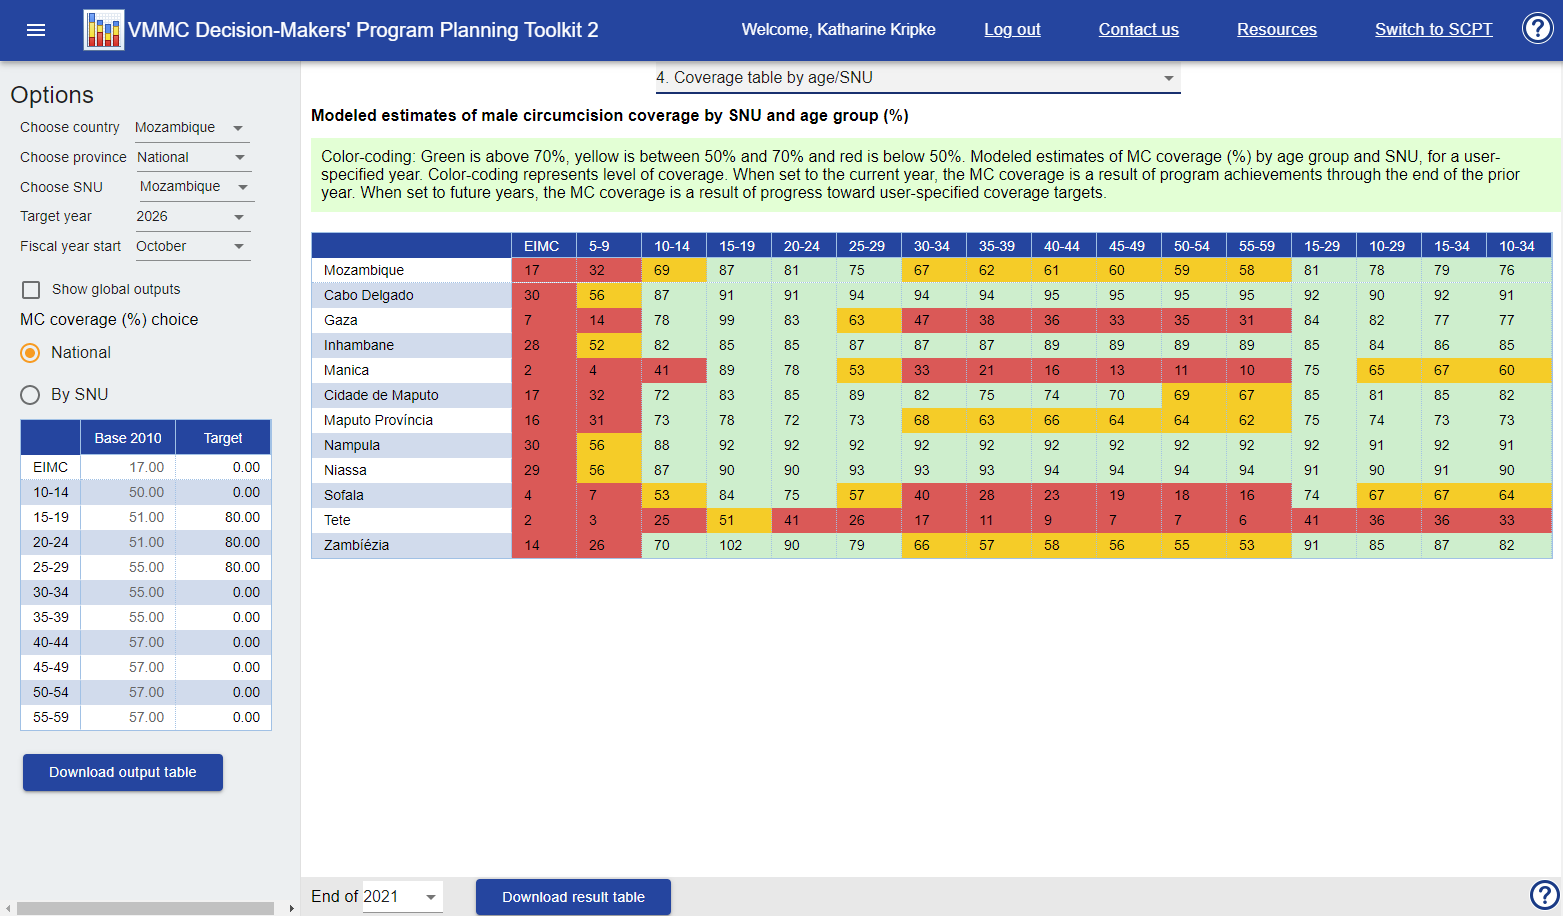 VMMC Decision-Makers' Program Planning Toolkit 2
Welcome, Katharine Kripke
Log out
Contact us
Resources
Switch to SCPT
?
Options
Choose country Mozambique
Choose province National
Choose SNU Mozambique
Target year 2026
Fiscal year start October
Show global outputs
MC coverage (%) choice
National
By SNU
Base 2010 Target
EIMC 17.00 0.00
10-14 50.00 0.00
15-19 51.00 80.00
20-24 51.00 80.00
25-29 55.00 80.00
30-34 55.00 0.00
35-39 55.00 0.00
40-44 57.00 0.00
45-49 57.00 0.00
50-54 57.00 0.00
55-59 57.00 0.00
Download output table
4. Coverage table by age/SNU
Modeled estimates of male circumcision coverage by SNU and age group (%)
Color-coding: Green is above 70%, yellow is between 50% and 70% and red is below 50%. Modeled estimates of MC coverage (%) by age group and SNU, for a user-
specified year. Color-coding represents level of coverage. When set to the current year, the MC coverage is a result of program achievements through the end of the prior
year. When set to future years, the MC coverage is a result of progress toward user-specified coverage targets.
EIMC 5-9 10-14 15-19 20-24 25-29 30-34 35-39 40-44 45-49 50-54 55-59 15-29 10-29 15-34 10-34
Mozambique 17 32 69 87 81 75 67 62 61 60 59 58 81 78 79 76
Cabo Delgado 30 56 87 91 91 94 94 94 95 95 95 95 92 90 92 91
Gaza 7 14 78 99 83 63 47 38 36 33 35 31 84 82 77 77
Inhambane 28 52 82 85 85 87 87 87 89 89 89 89 85 84 86 85
Manica 2 4 41 89 78 53 33 21 16 13 11 10 75 65 67 60
Cidade de Maputo 17 32 72 83 85 89 82 75 74 70 69 67 85 81 85 82
Maputo Província 16 31 73 78 72 73 68 63 66 64 64 62 75 74 73 73
Nampula 30 56 88 92 92 92 92 92 92 92 92 92 92 91 92 91
Niassa 29 56 87 90 90 93 93 93 94 94 94 94 91 90 91 90
Sofala 4 7 53 84 75 57 40 28 23 19 18 16 74 67 67 64
Tete 2 3 25 51 41 26 17 11 9 7 7 6 41 36 36 33
Zambíézia 14 26 70 102 90 79 66 57 58 56 55 53 91 85 87 82
End of 2021
Download result table
?